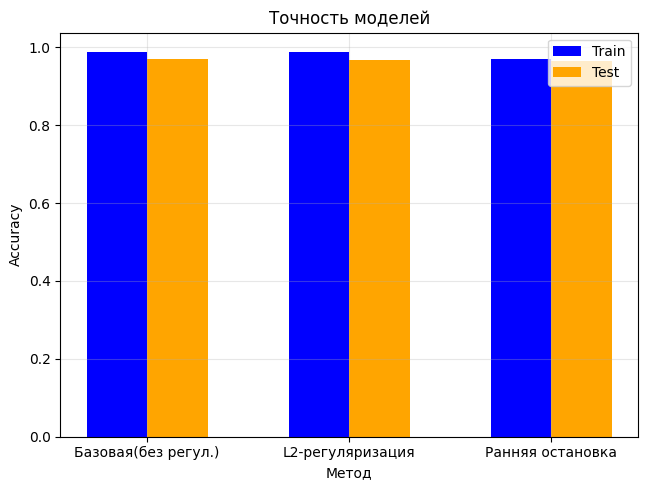 Точность моделей
Train
Test
Accuracy
1.0
0.8
0.6
0.4
0.2
0.0
Базовая(без регул.)
L2-регуляризация
Ранняя остановка
Метод